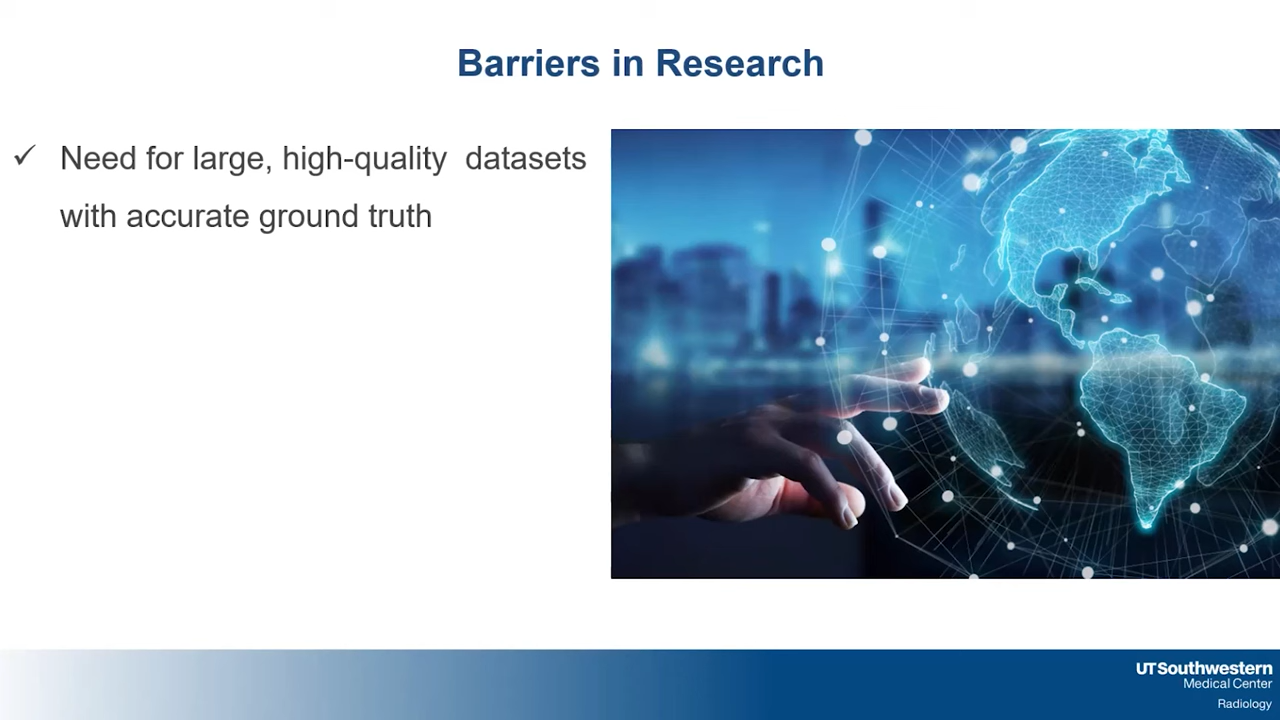 Barriers in Research
✓ Need for large, high-quality datasets
with accurate ground truth
UTSouthwestern
Medical Center
Radiology